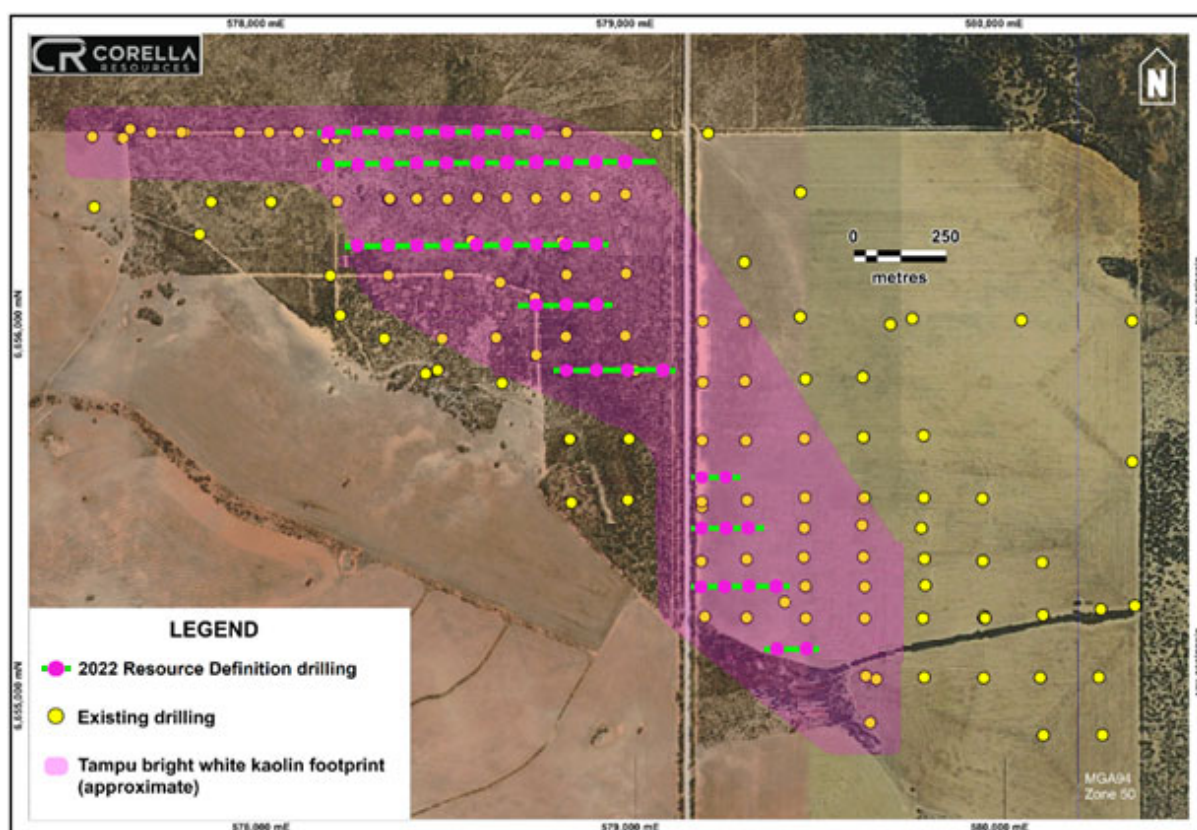 578,000 mE 579,000 mE 580,000 mE
CR CORELLA
RESOURCES
N
0 250
metres
6,656,000 mN
6,655,000 mN
LEGEND
2022 Resource Definition drilling
Existing drilling
Tampu bright white kaolin footprint
(approximate)
MGA94
Zone 50
578,000 mE 579,000 mE 580,000 mE